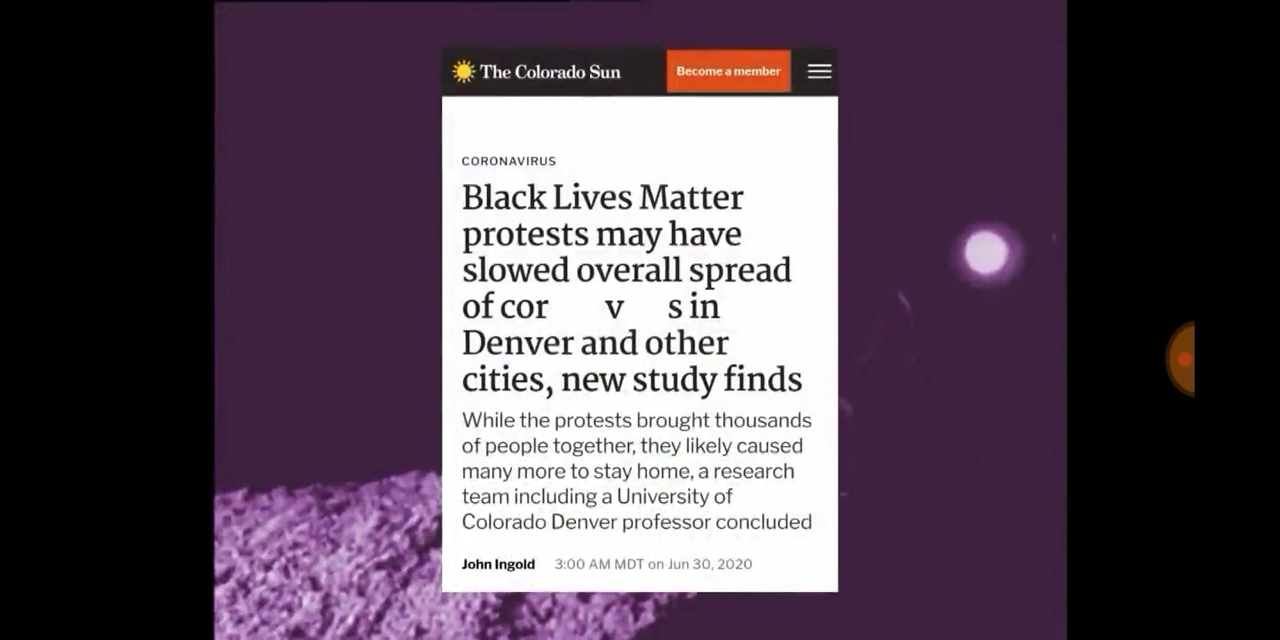 The Colorado Sun
Become a member
CORONAVIRUS
Black Lives Matter
protests may have
slowed overall spread
of cor v s in
Denver and other
cities, new study finds
While the protests brought thousands
of people together, they likely caused
many more to stay home, a research
team including a University of
Colorado Denver professor concluded
John Ingold 3:00 AM MDT on Jun 30, 2020